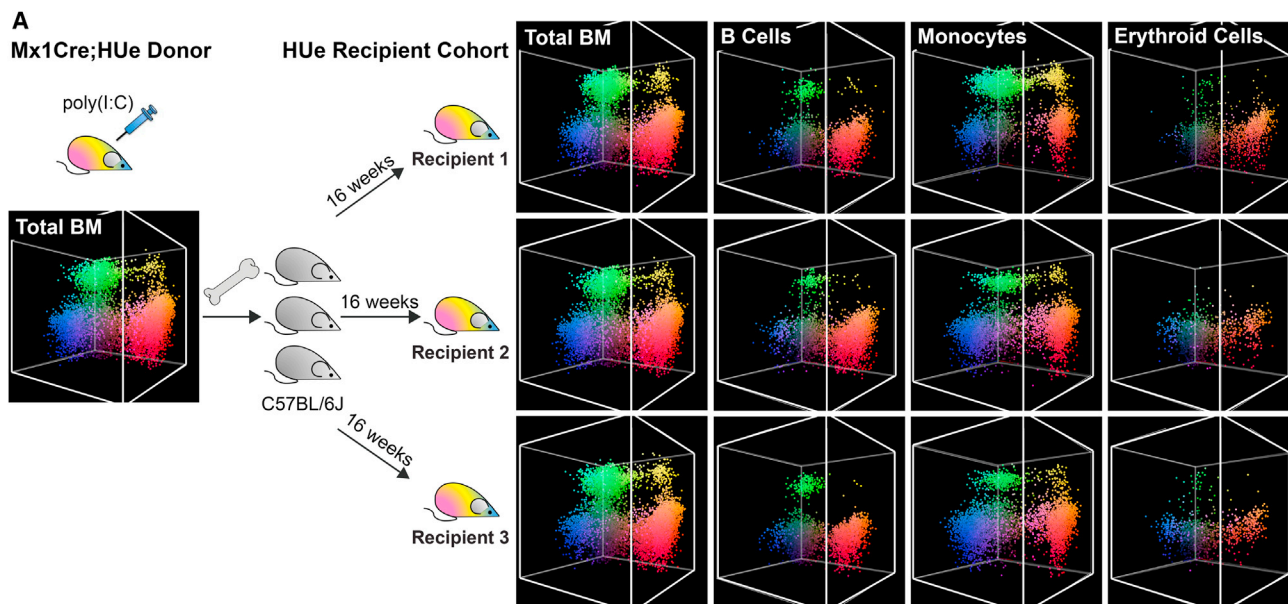 A
Mx1Cre;HUe Donor
HUe Recipient Cohort
poly(I:C)
Total BM
C57BL/6J
16 weeks
Recipient 1
16 weeks
Recipient 2
16 weeks
Recipient 3
Total BM
B Cells
Monocytes
Erythroid Cells